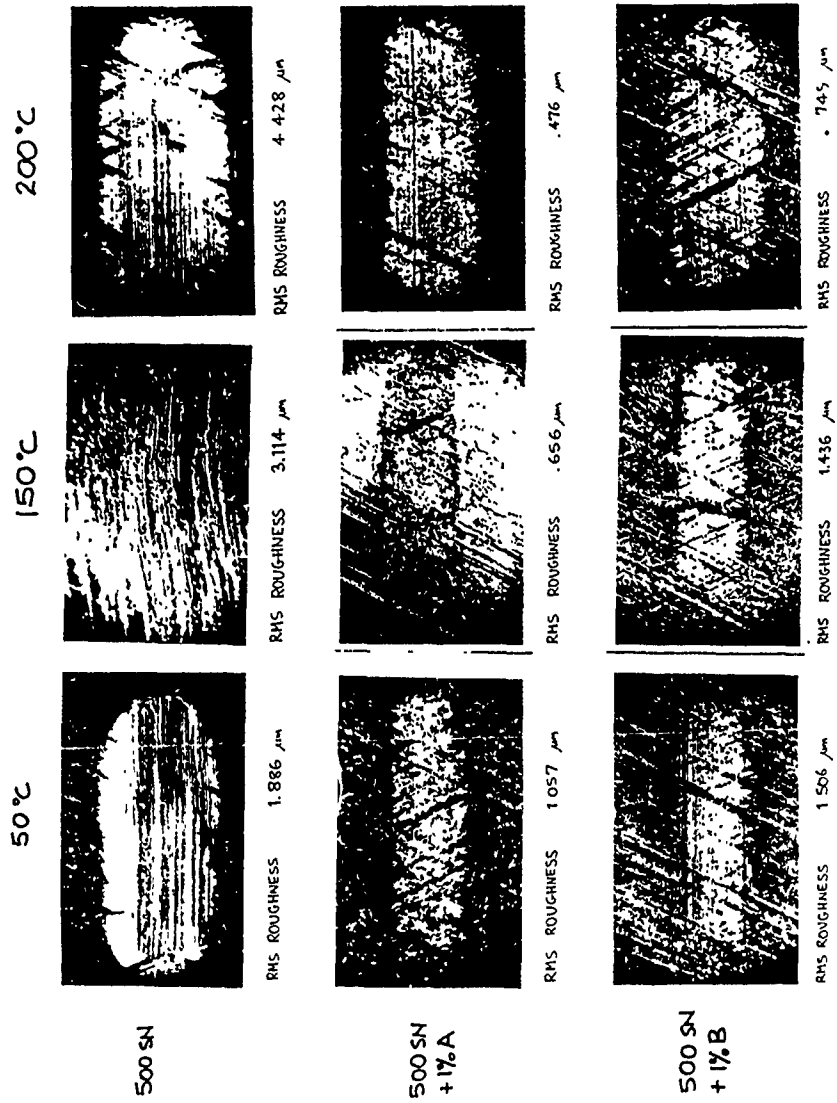 50°C
150°C
200°C
500 SN
RMS ROUGHNESS 1.886 µm
RMS ROUGHNESS 3.114 µm
RMS ROUGHNESS 4 428 µm
500 SN
+ 1% A
RMS ROUGHNESS 1 057 µm
RMS ROUGHNESS .656 µm
RMS ROUGHNESS .476 µm
500 SN
+ 1% B
RMS ROUGHNESS 1 506 µm
RMS ROUGHNESS 1.436 µm
RMS ROUGHNESS . 745 µm